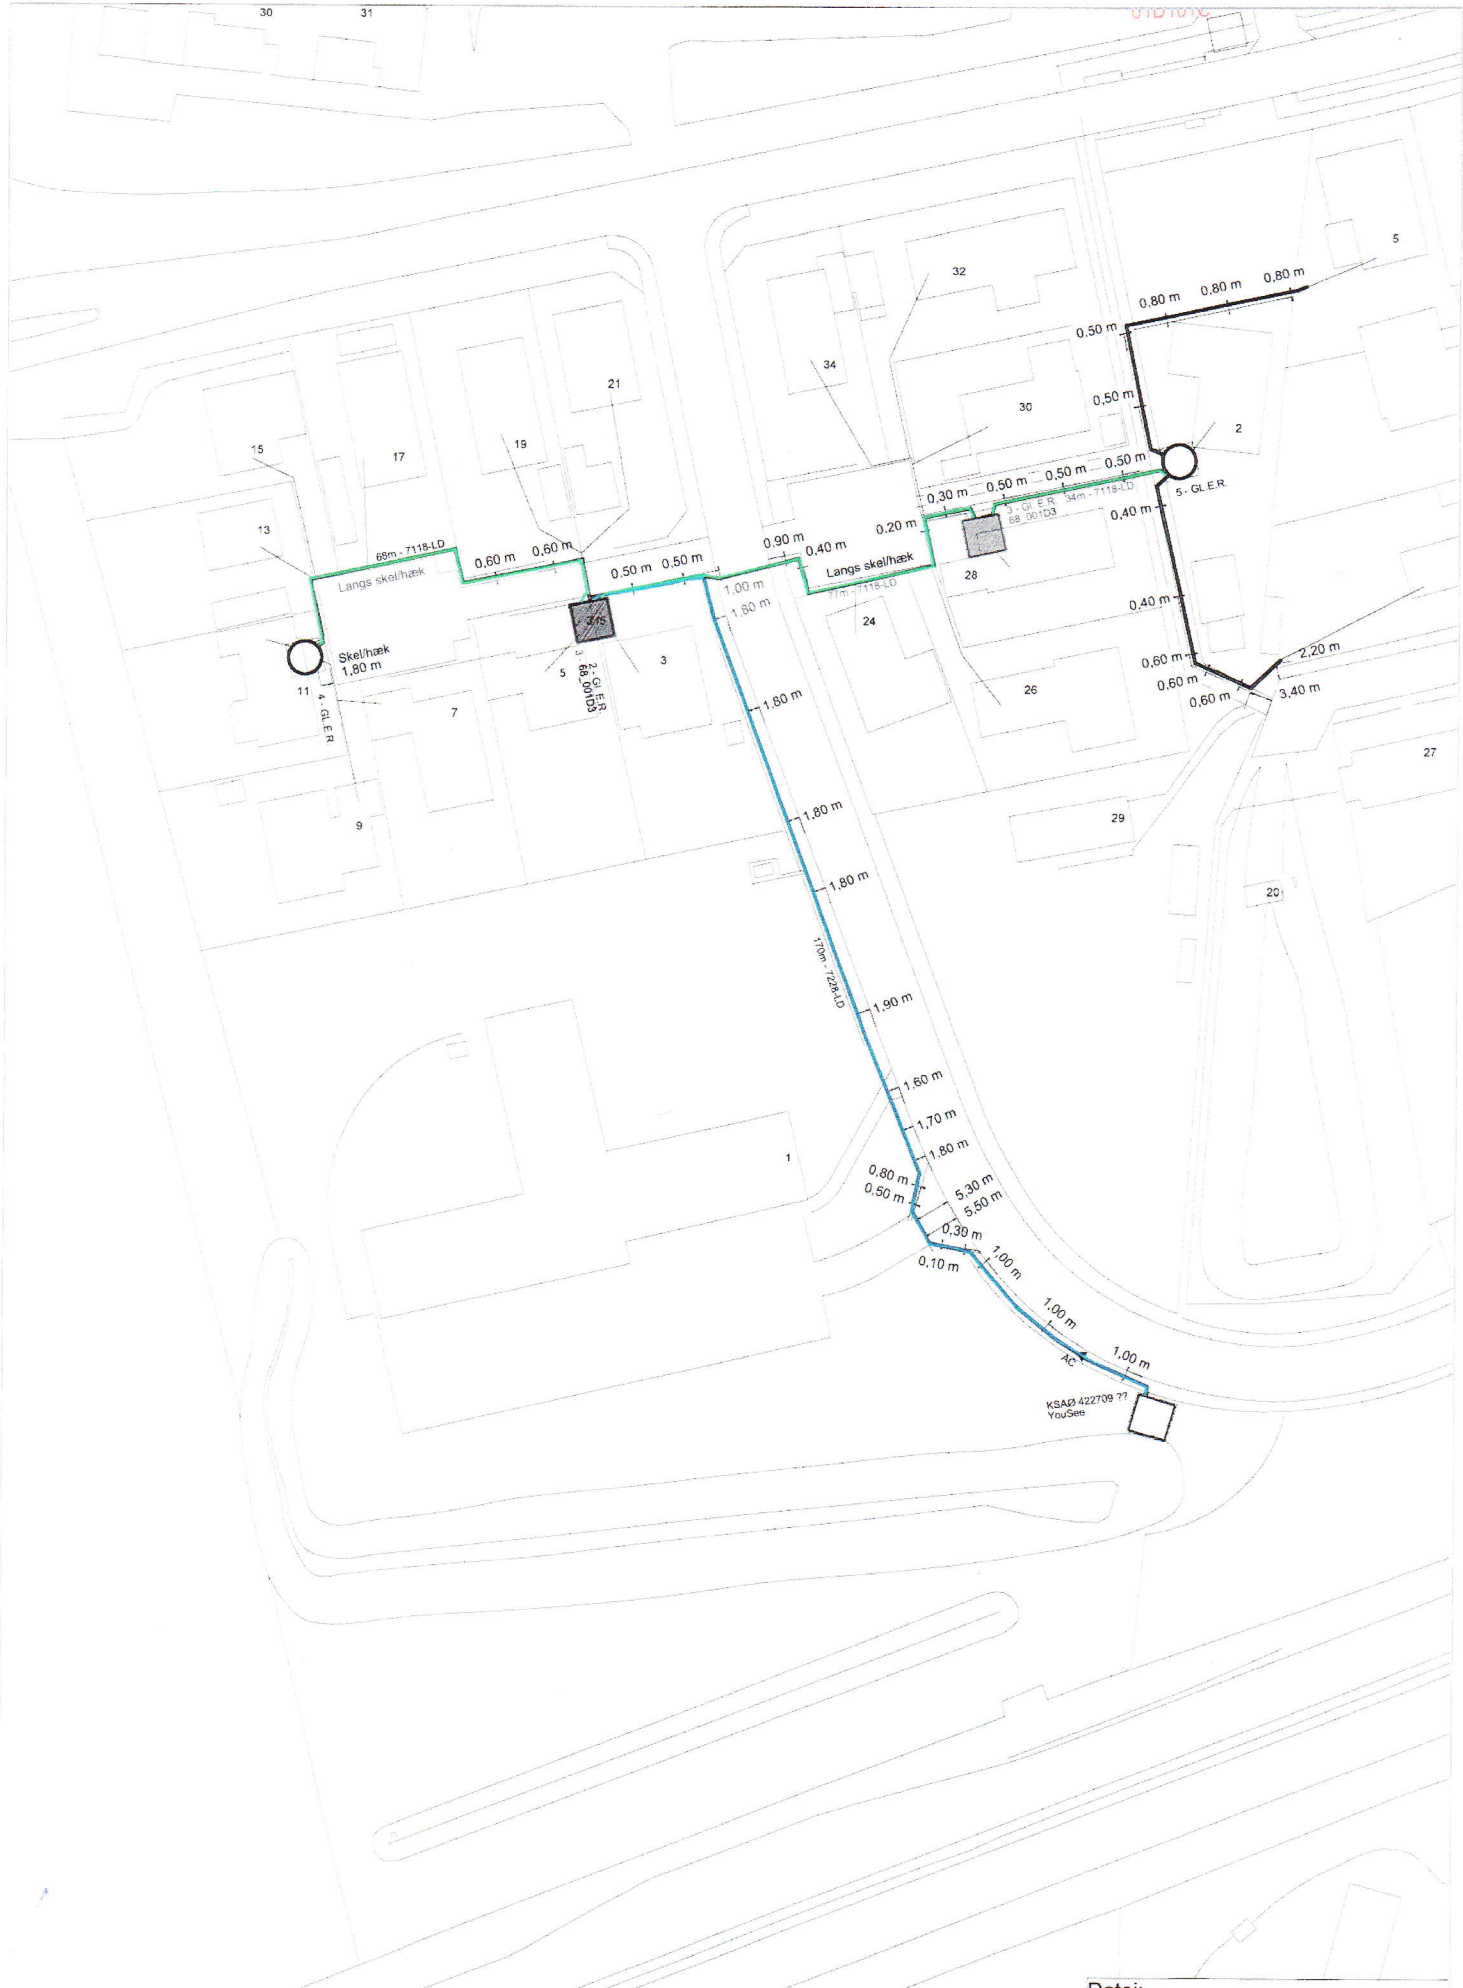 30
31
01D101C
5
32
0,80 m
0,80 m
0,80 m
0,50 m
34
21
0,50 m
30
2
15
17
19
0,50 m
0,50 m
0,50 m
0,30 m
5 - GL.E.R.
3 - GL.E.R.
34m - 7118-LD
68_001D3
0,40 m
0,20 m
13
68m - 7118-LD
0,60 m
0,60 m
0,90 m
0,40 m
Langs skel/hæk
Langs skel/hæk
0,50 m
0,50 m
1,00 m
77m - 7118-LD
28
1,80 m
0,40 m
24
Skel/hæk
1,80 m
11
4 - GL.E.R.
5
3
3 - 68_001D3
2 - GL.E.R.
7
26
0,60 m
0,60 m
0,60 m
2,20 m
3,40 m
1,80 m
27
9
1,80 m
29
1,80 m
20
170m - 7228-LD
1,90 m
1,60 m
1,70 m
1
1,80 m
0,80 m
0,50 m
5,30 m
5,50 m
0,30 m
0,10 m
1,00 m
1,00 m
AC
1,00 m
KSAØ 422709 ??
YouSee